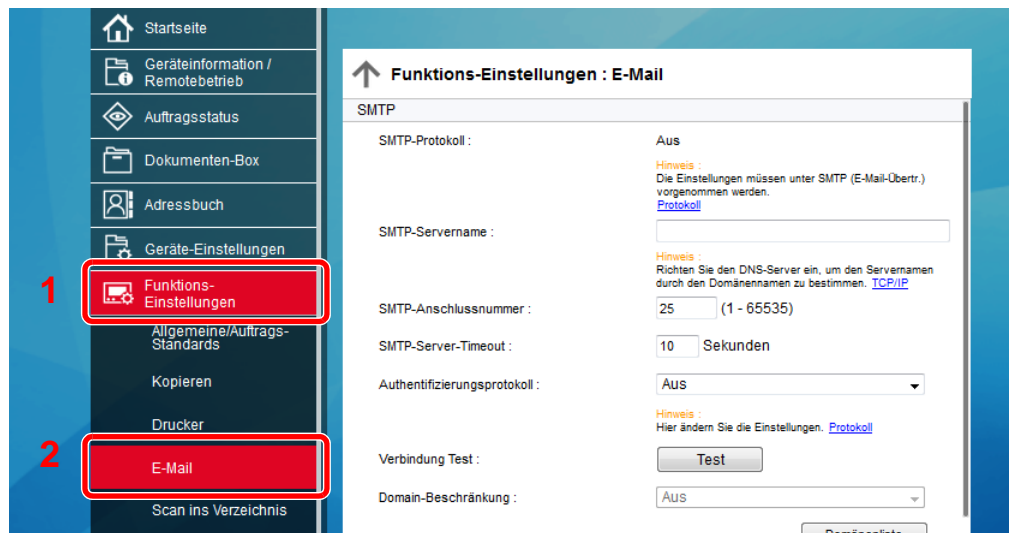 Startseite
Geräteinformation /
Remotebetrieb
Auftragsstatus
Dokumenten-Box
Adressbuch
Geräte-Einstellungen
1
Funktions-
Einstellungen
Allgemeine/Auftrags-
Standards
Kopieren
Drucker
2
E-Mail
Scan ins Verzeichnis
Funktions-Einstellungen : E-Mail
SMTP
SMTP-Protokoll : Aus
Hinweis :
Die Einstellungen müssen unter SMTP (E-Mail-Übertr.)
vorgenommen werden.
Protokoll
SMTP-Servername :
Hinweis :
Richten Sie den DNS-Server ein, um den Servernamen
durch den Domänennamen zu bestimmen. TCP/IP
SMTP-Anschlussnummer : 25 (1 - 65535)
SMTP-Server-Timeout : 10 Sekunden
Authentifizierungsprotokoll : Aus
Hinweis :
Hier ändern Sie die Einstellungen. Protokoll
Verbindung Test : Test
Domain-Beschränkung : Aus
Domänenliste